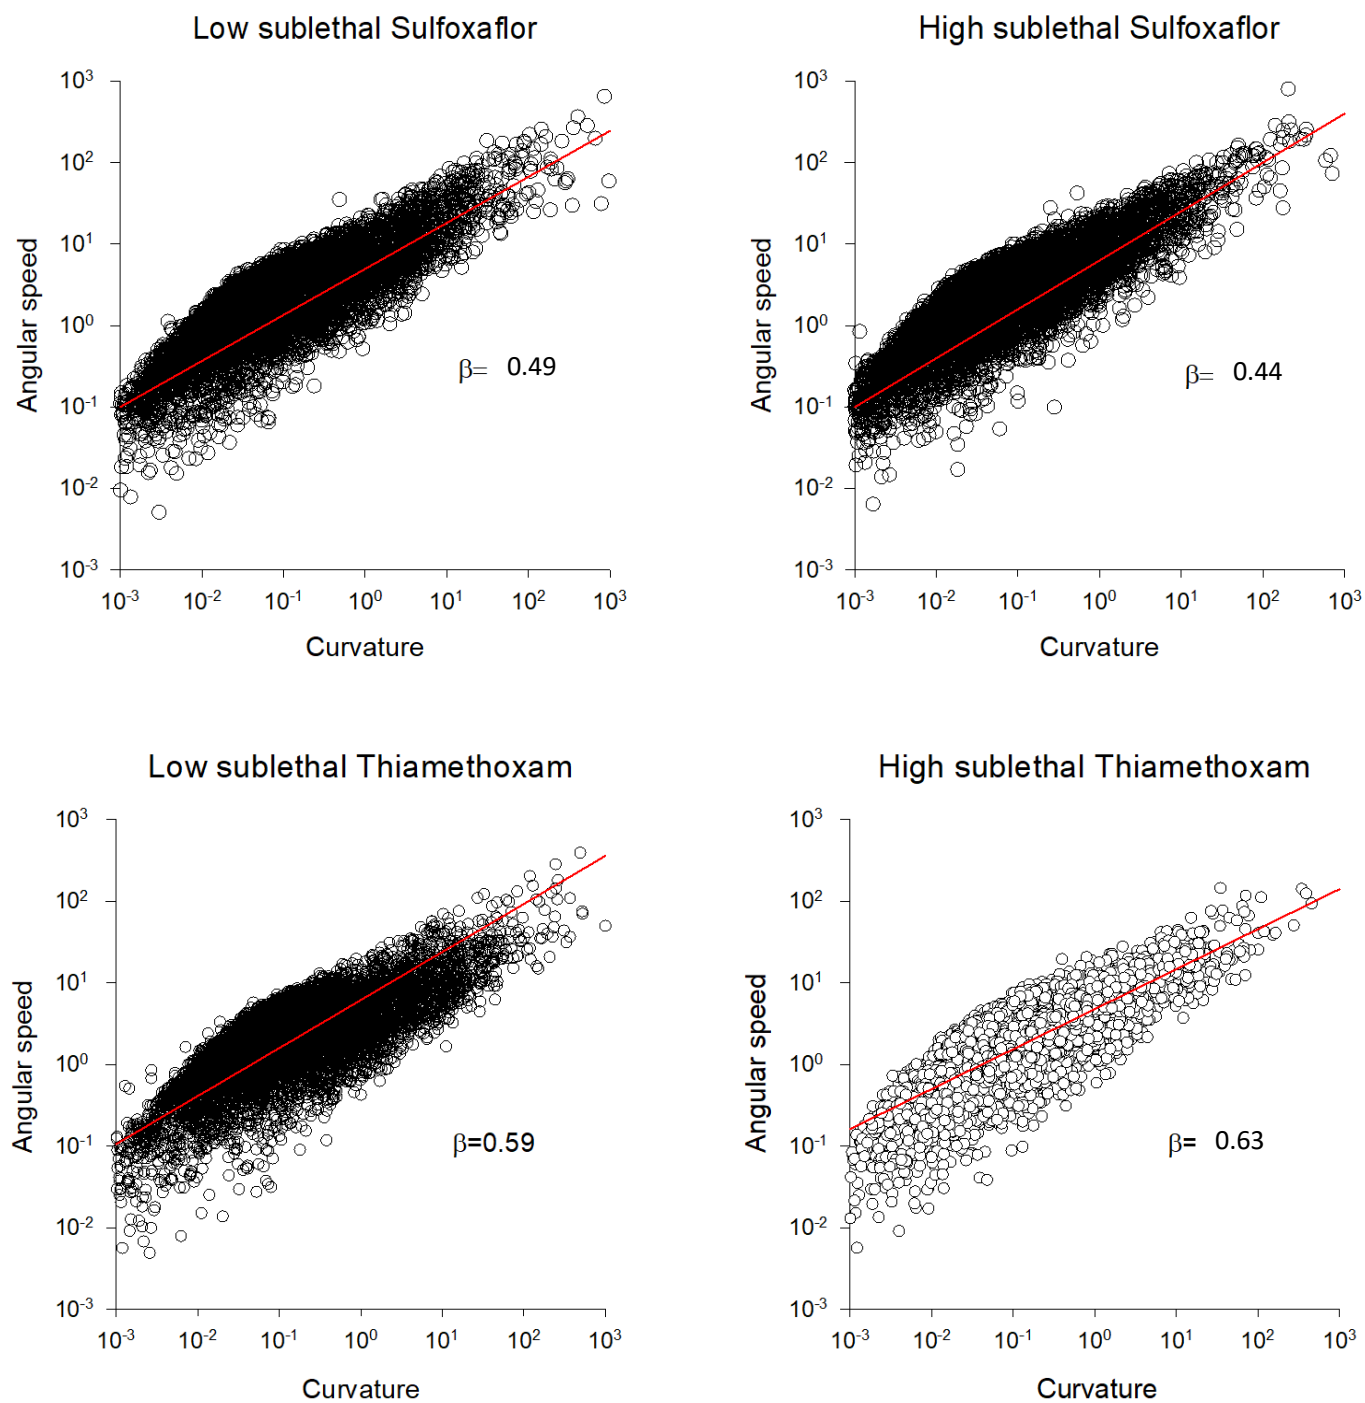 Low sublethal Sulfoxaflor
10³
10²
10¹
10⁰
10⁻¹
10⁻²
10⁻³
Angular speed
β= 0.49
10⁻³ 10⁻² 10⁻¹ 10⁰ 10¹ 10² 10³
Curvature
High sublethal Sulfoxaflor
10³
10²
10¹
10⁰
10⁻¹
10⁻²
10⁻³
Angular speed
β= 0.44
10⁻³ 10⁻² 10⁻¹ 10⁰ 10¹ 10² 10³
Curvature
Low sublethal Thiamethoxam
10³
10²
10¹
10⁰
10⁻¹
10⁻²
10⁻³
Angular speed
β=0.59
10⁻³ 10⁻² 10⁻¹ 10⁰ 10¹ 10² 10³
Curvature
High sublethal Thiamethoxam
10³
10²
10¹
10⁰
10⁻¹
10⁻²
10⁻³
Angular speed
β= 0.63
10⁻³ 10⁻² 10⁻¹ 10⁰ 10¹ 10² 10³
Curvature